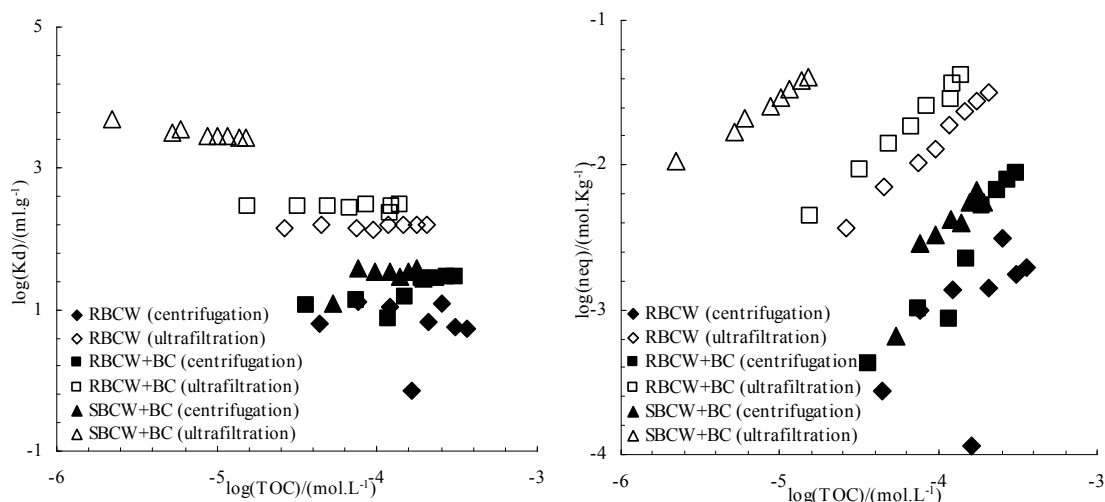 5
3
1
-1
-6
-5
-4
-3
log(TOC)/(mol.L-1)
log(Kd)/(ml.g-1)
RBCW (centrifugation)
RBCW (ultrafiltration)
RBCW+BC (centrifugation)
RBCW+BC (ultrafiltration)
SBCW+BC (centrifugation)
SBCW+BC (ultrafiltration)
-1
-2
-3
-4
-6
-5
-4
-3
log(TOC)/(mol.L-1)
log(neq)/(mol.Kg-1)
RBCW (centrifugation)
RBCW (ultrafiltration)
RBCW+BC (centrifugation)
RBCW+BC (ultrafiltration)
SBCW+BC (centrifugation)
SBCW+BC (ultrafiltration)